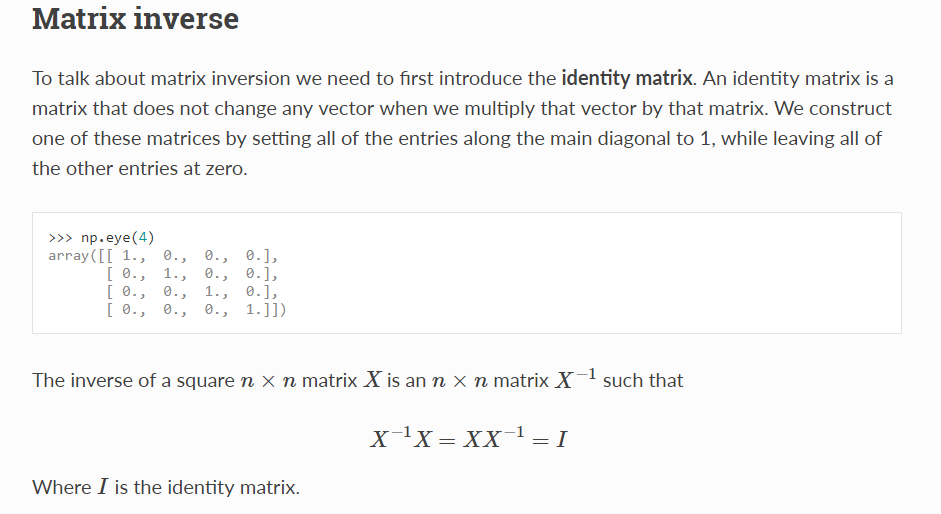 Matrix inverse
To talk about matrix inversion we need to first introduce the identity matrix. An identity matrix is a
matrix that does not change any vector when we multiply that vector by that matrix. We construct
one of these matrices by setting all of the entries along the main diagonal to 1, while leaving all of
the other entries at zero.
>>> np.eye(4)
array([[ 1.,  0.,  0.,  0.],
       [ 0.,  1.,  0.,  0.],
       [ 0.,  0.,  1.,  0.],
       [ 0.,  0.,  0.,  1.]])
The inverse of a square n × n matrix X is an n × n matrix X⁻¹ such that
X⁻¹X = XX⁻¹ = I
Where I is the identity matrix.